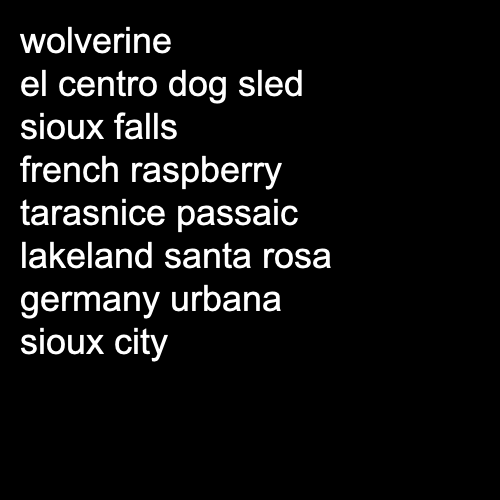 wolverine
el centro dog sled
sioux falls
french raspberry
tarasnice passaic
lakeland santa rosa
germany urbana
sioux city